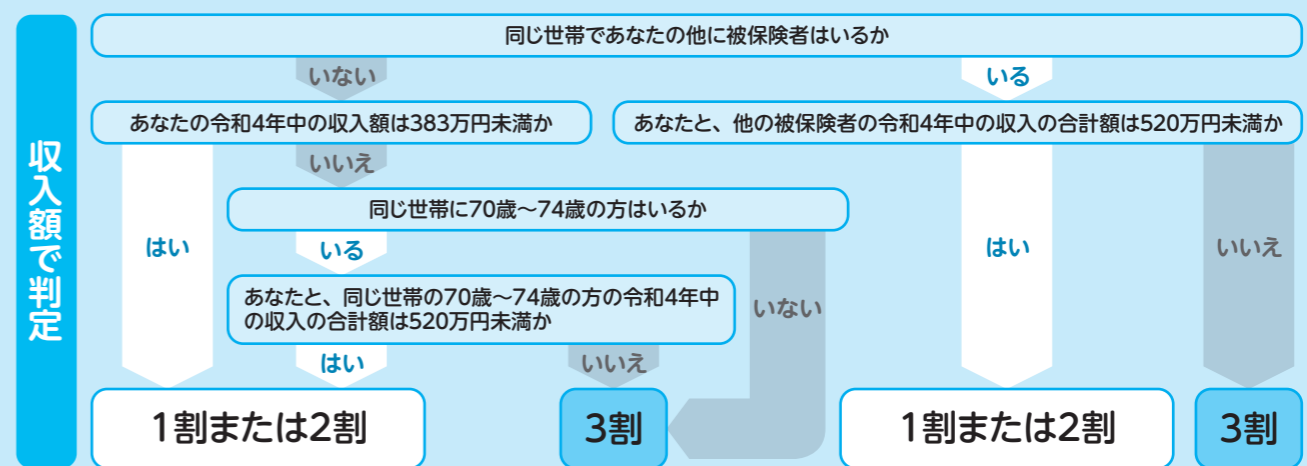 収入額で判定
同じ世帯であなたの他に被保険者はいるか
いない
いる
あなたの令和4年中の収入額は383万円未満か
あなたと、他の被保険者の令和4年中の収入の合計額は520万円未満か
いいえ
同じ世帯に70歳～74歳の方はいるか
はい
いる
はい
いいえ
あなたと、同じ世帯の70歳～74歳の方の令和4年中
の収入の合計額は520万円未満か
いない
はい
いいえ
1割または2割
3割
1割または2割
3割